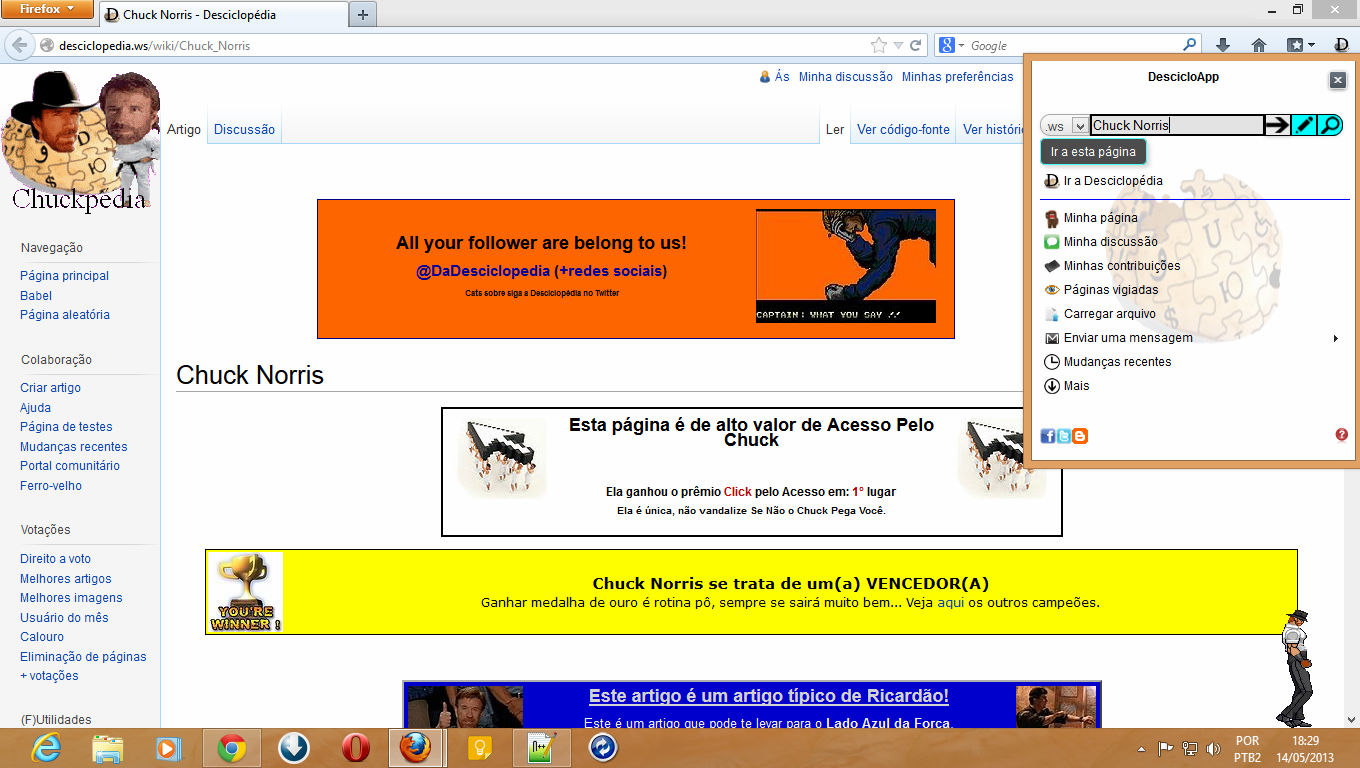 Firefox
Chuck Norris - Desciclopédia
desciclopedia.ws/wiki/Chuck_Norris
Google
Ás Minha discussão Minhas preferências
Artigo Discussão
Ler Ver código-fonte Ver históri
Chuckpédia
Navegação
Página principal
Babel
Página aleatória
Colaboração
Criar artigo
Ajuda
Página de testes
Mudanças recentes
Portal comunitário
Ferro-velho
Votações
Direito a voto
Melhores artigos
Melhores imagens
Usuário do mês
Calouro
Eliminação de páginas
+ votações
(F)Utilidades
All your follower are belong to us!
@DaDesciclopedia (+redes sociais)
Cats sobre siga a Desciclopédia no Twitter
CAPTAIN: WHAT YOU SAY !!
Chuck Norris
Esta página é de alto valor de Acesso Pelo
Chuck
Ela ganhou o prêmio Click pelo Acesso em: 1° lugar
Ela é única, não vandalize Se Não o Chuck Pega Você.
YOU'RE
WINNER !
Chuck Norris se trata de um(a) VENCEDOR(A)
Ganhar medalha de ouro é rotina pô, sempre se sairá muito bem... Veja aqui os outros campeões.
Este artigo é um artigo típico de Ricardão!
Este é um artigo que pode te levar para o Lado Azul da Força.
DescicloApp
.ws Chuck Norris
Ir a esta página
Ir a Desciclopédia
Minha página
Minha discussão
Minhas contribuições
Páginas vigiadas
Carregar arquivo
Enviar uma mensagem
Mudanças recentes
Mais
POR
PTB2
18:29
14/05/2013